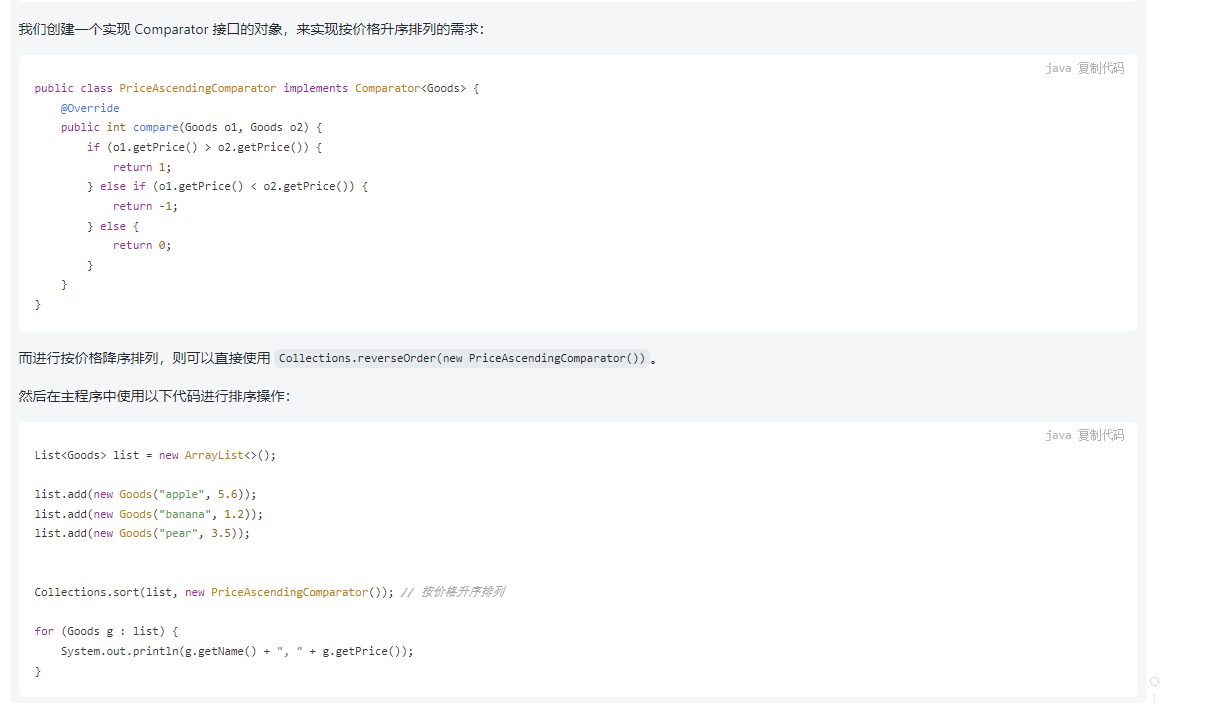 我们创建一个实现 Comparator 接口的对象，来实现按价格升序排列的需求：
java 复制代码
public class PriceAscendingComparator implements Comparator<Goods> {
    @Override
    public int compare(Goods o1, Goods o2) {
        if (o1.getPrice() > o2.getPrice()) {
            return 1;
        } else if (o1.getPrice() < o2.getPrice()) {
            return -1;
        } else {
            return 0;
        }
    }
}
而进行按价格降序排列，则可以直接使用 Collections.reverseOrder(new PriceAscendingComparator()) 。
然后在主程序中使用以下代码进行排序操作：
java 复制代码
List<Goods> list = new ArrayList<>();
list.add(new Goods("apple", 5.6));
list.add(new Goods("banana", 1.2));
list.add(new Goods("pear", 3.5));
Collections.sort(list, new PriceAscendingComparator()); // 按价格升序排列
for (Goods g : list) {
    System.out.println(g.getName() + ", " + g.getPrice());
}